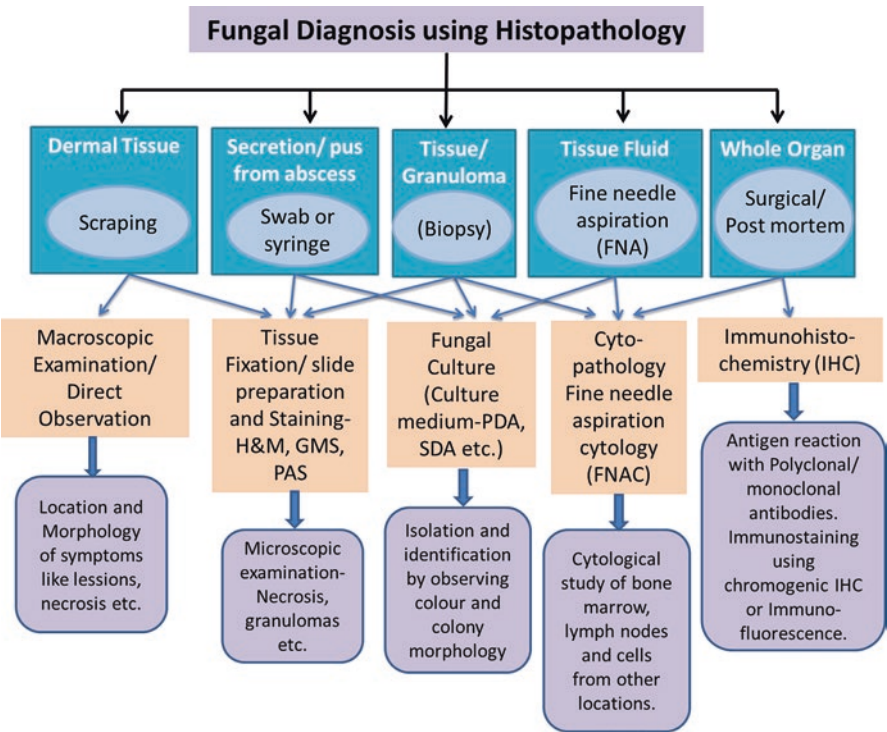 Fungal Diagnosis using Histopathology
Dermal Tissue
Scraping
Secretion/ pus
from abscess
Swab or
syringe
Tissue/
Granuloma
(Biopsy)
Tissue Fluid
Fine needle
aspiration
(FNA)
Whole Organ
Surgical/
Post mortem
Macroscopic
Examination/
Direct
Observation
Tissue
Fixation/ slide
preparation
and Staining-
H&M, GMS,
PAS
Fungal
Culture
(Culture
medium-PDA,
SDA etc.)
Cyto-
pathology
Fine needle
aspiration
cytology
(FNAC)
Immunohisto-
chemistry (IHC)
Location and
Morphology
of symptoms
like lessions,
necrosis etc.
Microscopic
examination-
Necrosis,
granulomas
etc.
Isolation and
identification
by observing
colour and
colony
morphology
Cytological
study of bone
marrow,
lymph nodes
and cells
from other
locations.
Antigen reaction
with Polyclonal/
monoclonal
antibodies.
Immunostaining
using
chromogenic IHC
or Immuno-
fluorescence.